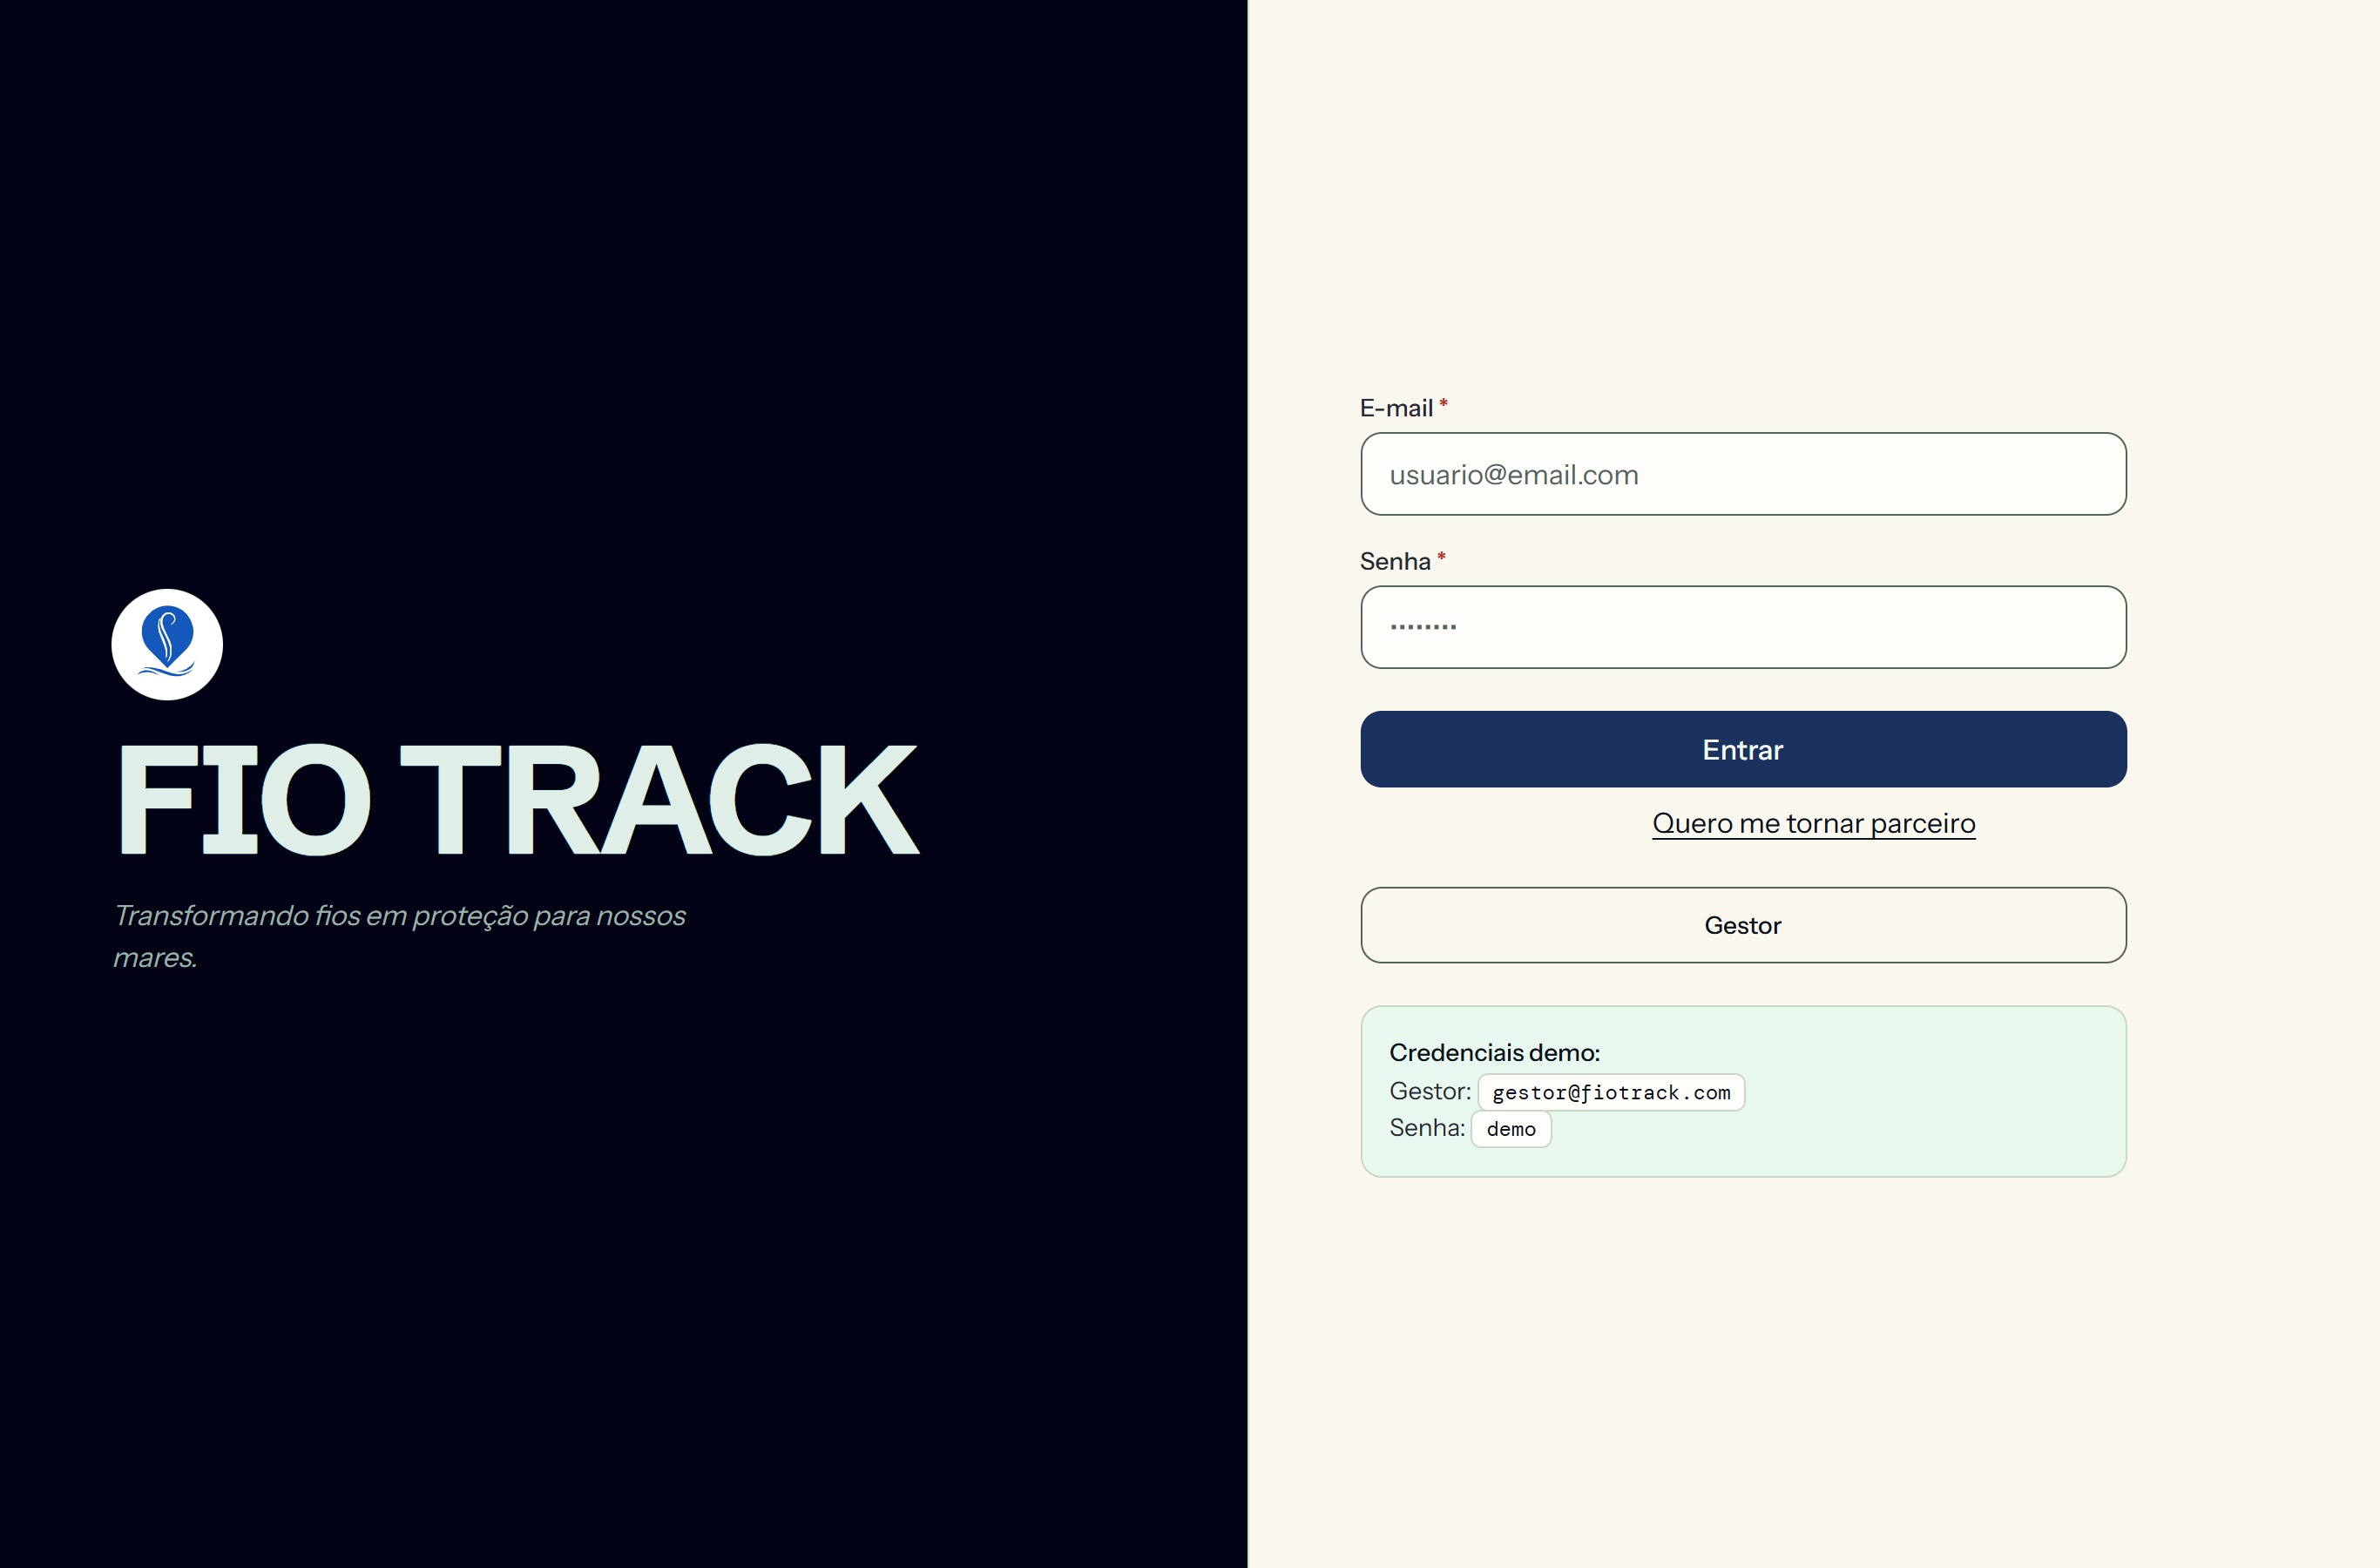 FIO TRACK
Transformando fios em proteção para nossos
mares.
E-mail *
usuario@email.com
Senha *
••••••••
Entrar
Quero me tornar parceiro
Gestor
Credenciais demo:
Gestor: gestor@fiotrack.com
Senha: demo